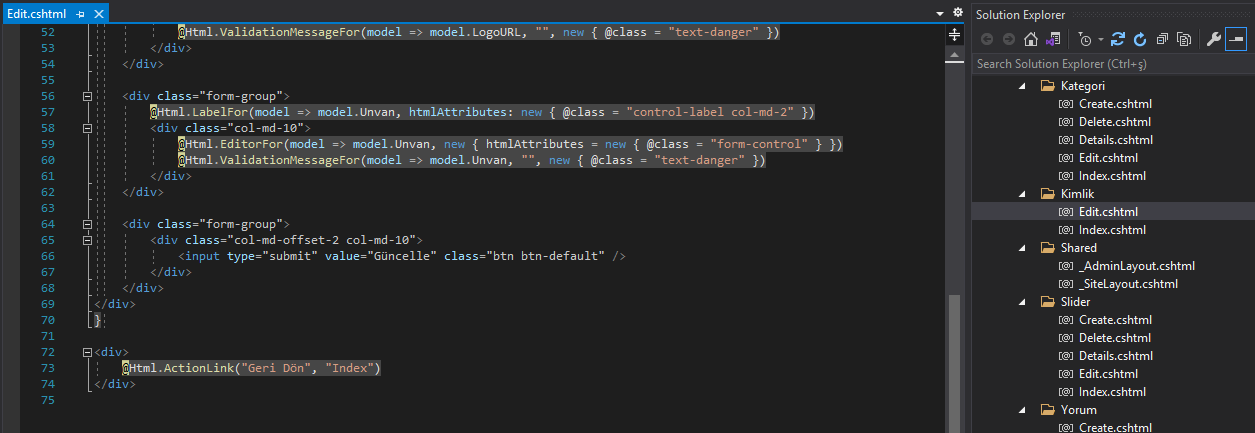 Edit.cshtml
52 @Html.ValidationMessageFor(model => model.LogoURL, "", new { @class = "text-danger" })
53 </div>
54 </div>
55
56 <div class="form-group">
57 @Html.LabelFor(model => model.Unvan, htmlAttributes: new { @class = "control-label col-md-2" })
58 <div class="col-md-10">
59 @Html.EditorFor(model => model.Unvan, new { htmlAttributes = new { @class = "form-control" } })
60 @Html.ValidationMessageFor(model => model.Unvan, "", new { @class = "text-danger" })
61 </div>
62 </div>
63
64 <div class="form-group">
65 <div class="col-md-offset-2 col-md-10">
66 <input type="submit" value="Güncelle" class="btn btn-default" />
67 </div>
68 </div>
69 </div>
70 }
71
72 <div>
73 @Html.ActionLink("Geri Dön", "Index")
74 </div>
75
Solution Explorer
Search Solution Explorer (Ctrl+ş)
Kategori
Create.cshtml
Delete.cshtml
Details.cshtml
Edit.cshtml
Index.cshtml
Kimlik
Edit.cshtml
Index.cshtml
Shared
_AdminLayout.cshtml
_SiteLayout.cshtml
Slider
Create.cshtml
Delete.cshtml
Details.cshtml
Edit.cshtml
Index.cshtml
Yorum
Create.cshtml